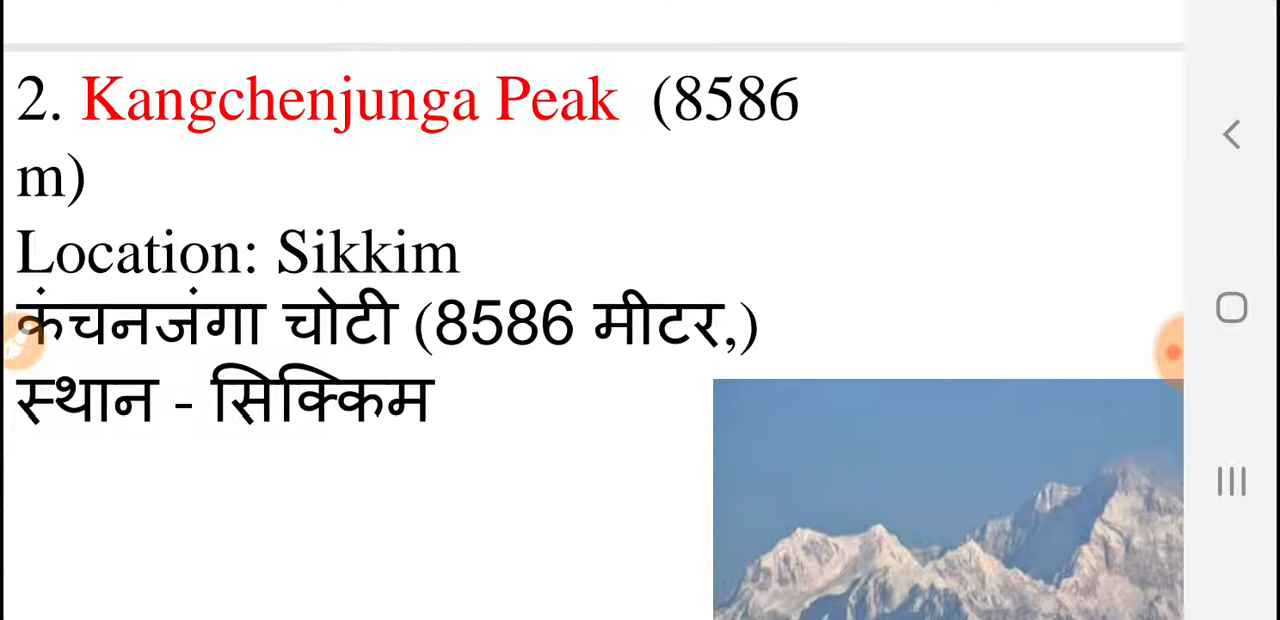 2. Kangchenjunga Peak (8586
m)
Location: Sikkim
कंचनजंगा चोटी (8586 मीटर,)
स्थान - सिक्किम